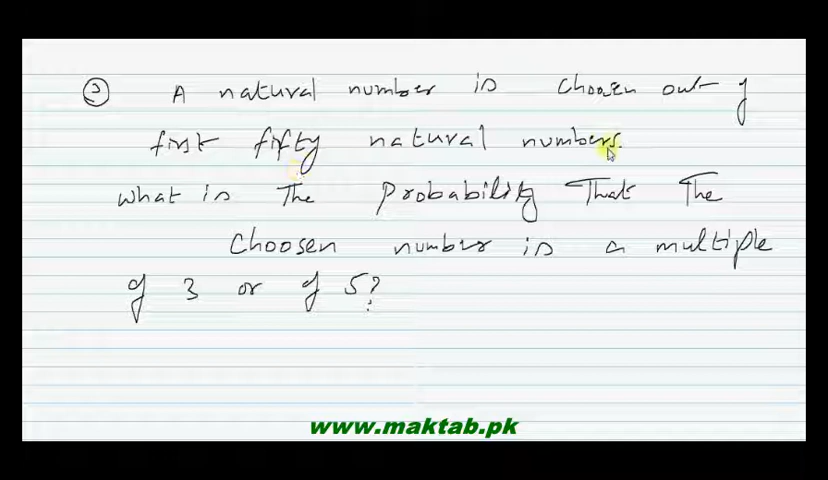 ③ A natural number is choosen out of
first fifty natural numbers.
what is The Probability That The
Choosen number is a multiple
of 3 or of 5?
www.maktab.pk